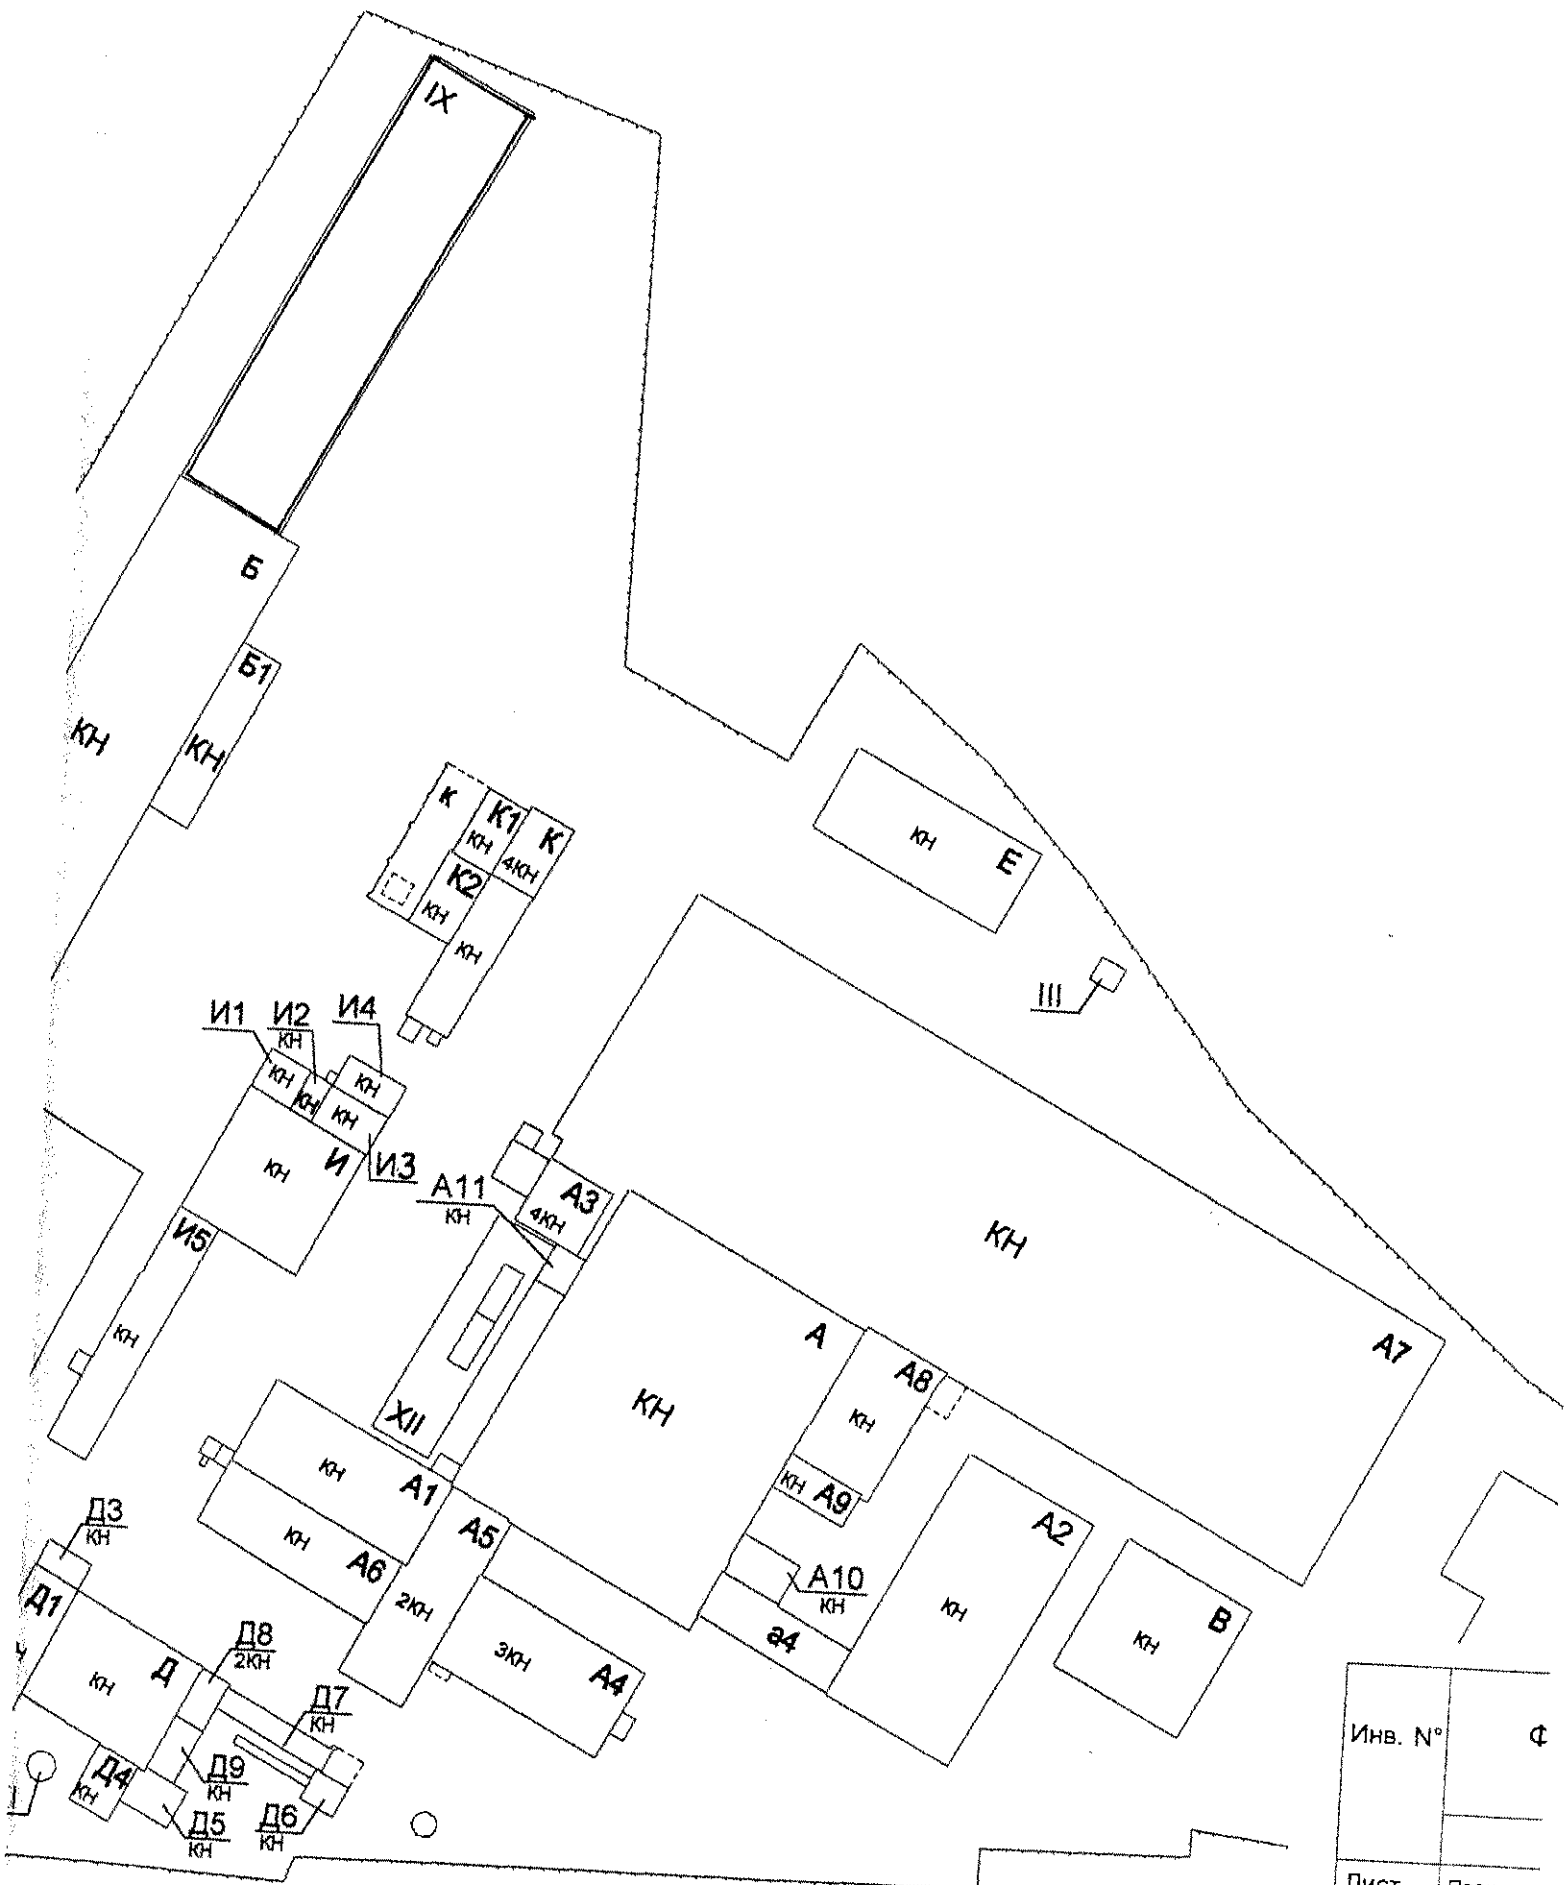 IX
Б
Б1
КН
КН
К
К1
К
КН
4КН
К2
КН
КН
КН
Е
III
И1
И2
КН
И4
КН
КН
КН
КН
И
КН
И3
А11
КН
А3
4КН
И5
КН
КН
А
А7
А8
КН
КН
XII
КН
А1
КН
А9
А5
А2
Д3
КН
КН
А6
2КН
А10
КН
КН
Д1
В
КН
а4
Д8
2КН
3КН
А4
Д
КН
Д7
КН
Инв. N°
Ф
Д9
КН
Д4
КН
Д5
КН
Д6
КН
Лист